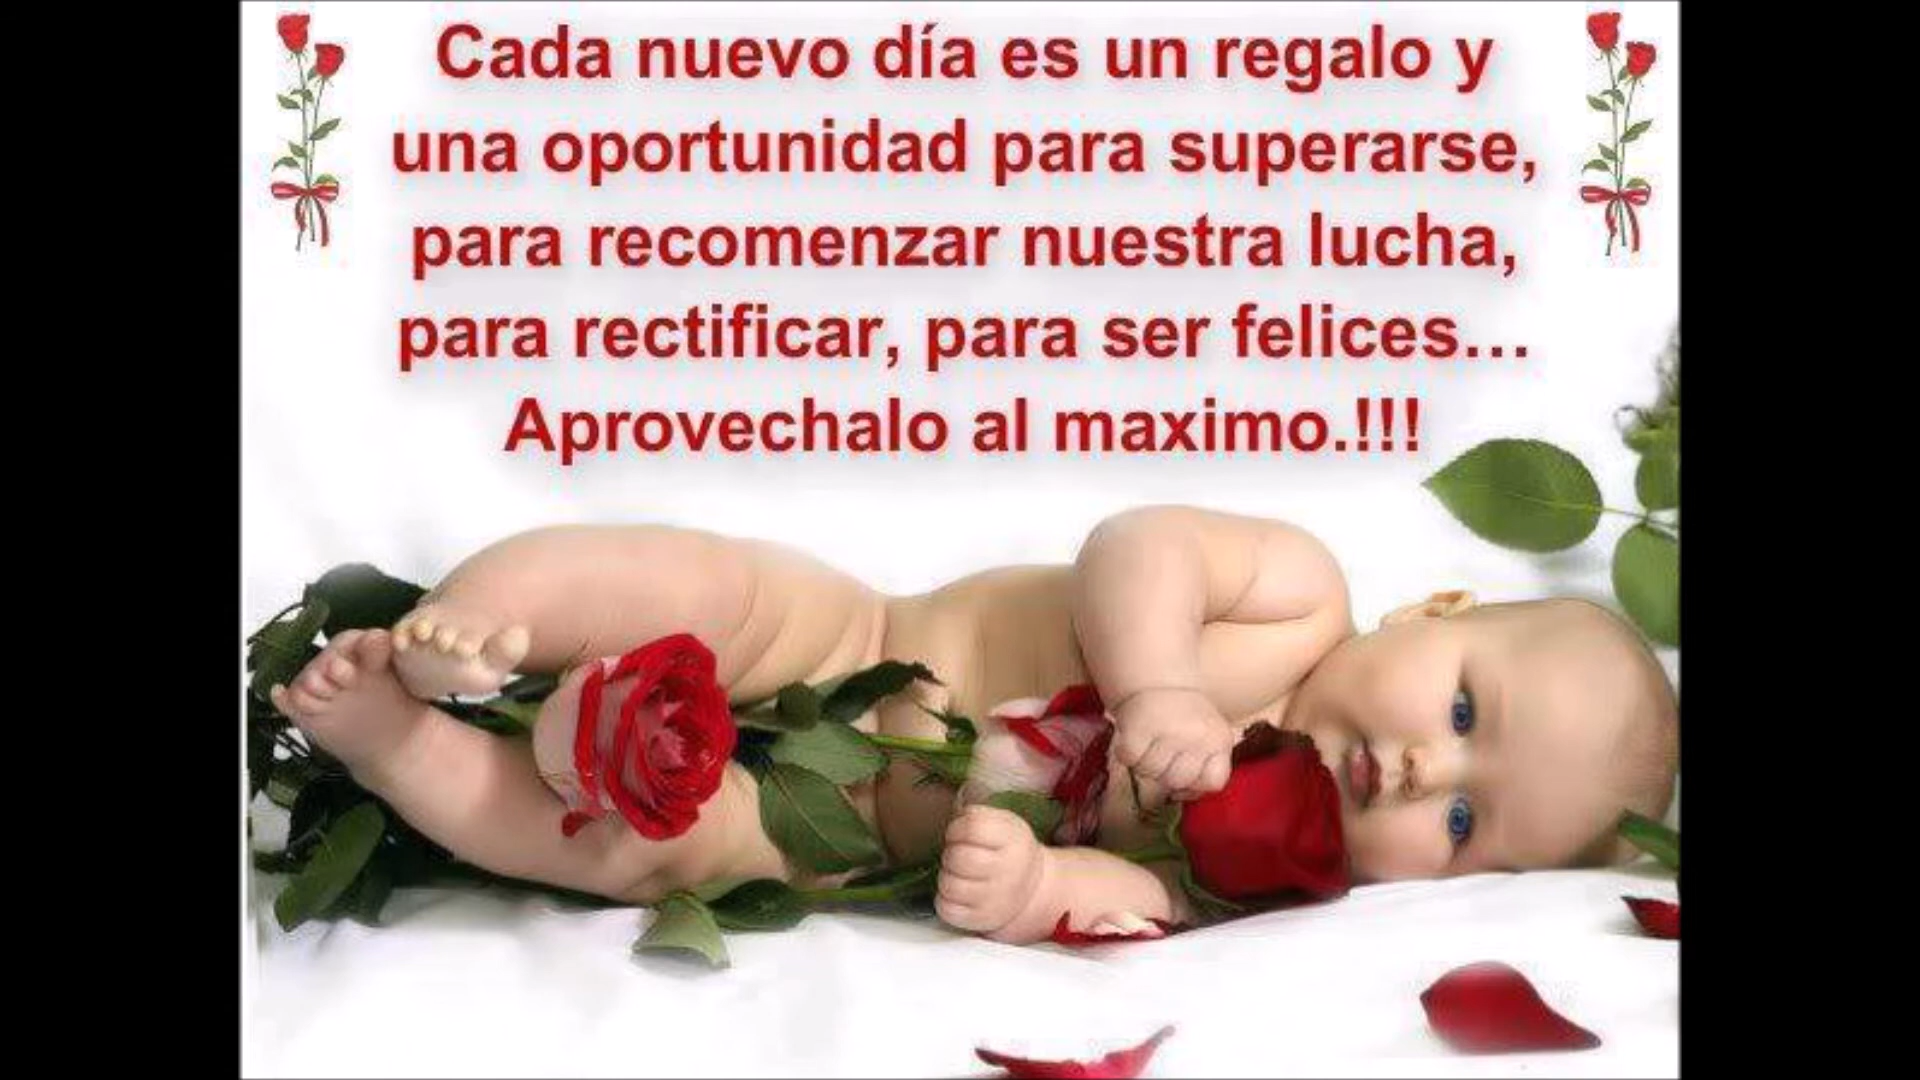 Cada nuevo día es un regalo y
una oportunidad para superarse,
para recomenzar nuestra lucha,
para rectificar, para ser felices...
Aprovechalo al maximo.!!!